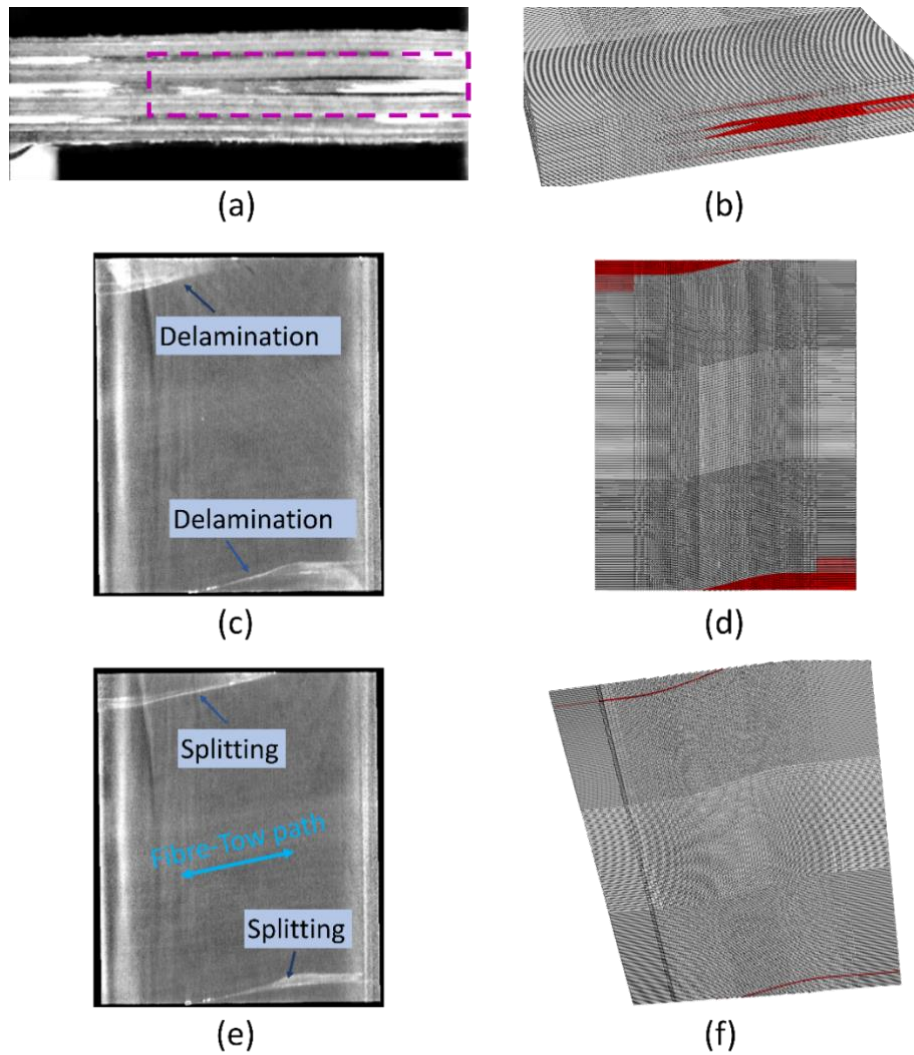 (a)
(b)
Delamination
Delamination
(c)
(d)
Splitting
Fibre-Tow path
Splitting
(e)
(f)